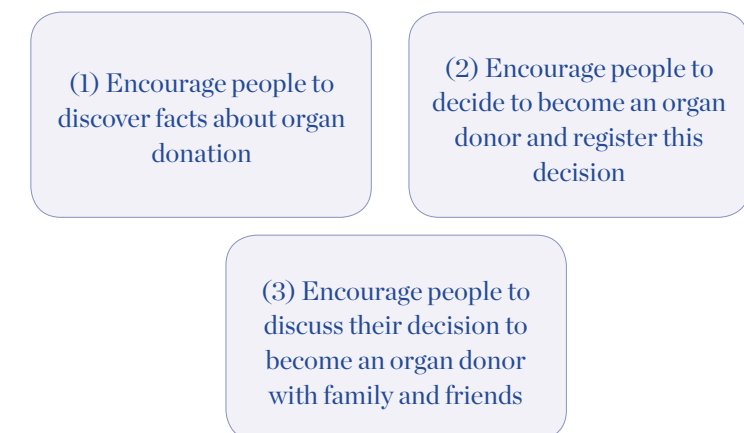 (1) Encourage people to
discover facts about organ
donation
(2) Encourage people to
decide to become an organ
donor and register this
decision
(3) Encourage people to
discuss their decision to
become an organ donor
with family and friends